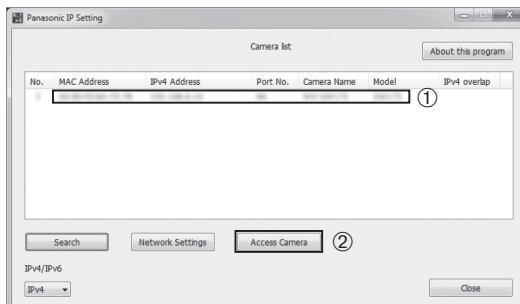 Panasonic IP Setting
Camera list
About this program
No. MAC Address IPv4 Address Port No. Camera Name Model IPv4 overlap
①
Search Network Settings Access Camera ②
IPv4/IPv6
IPv4 Close